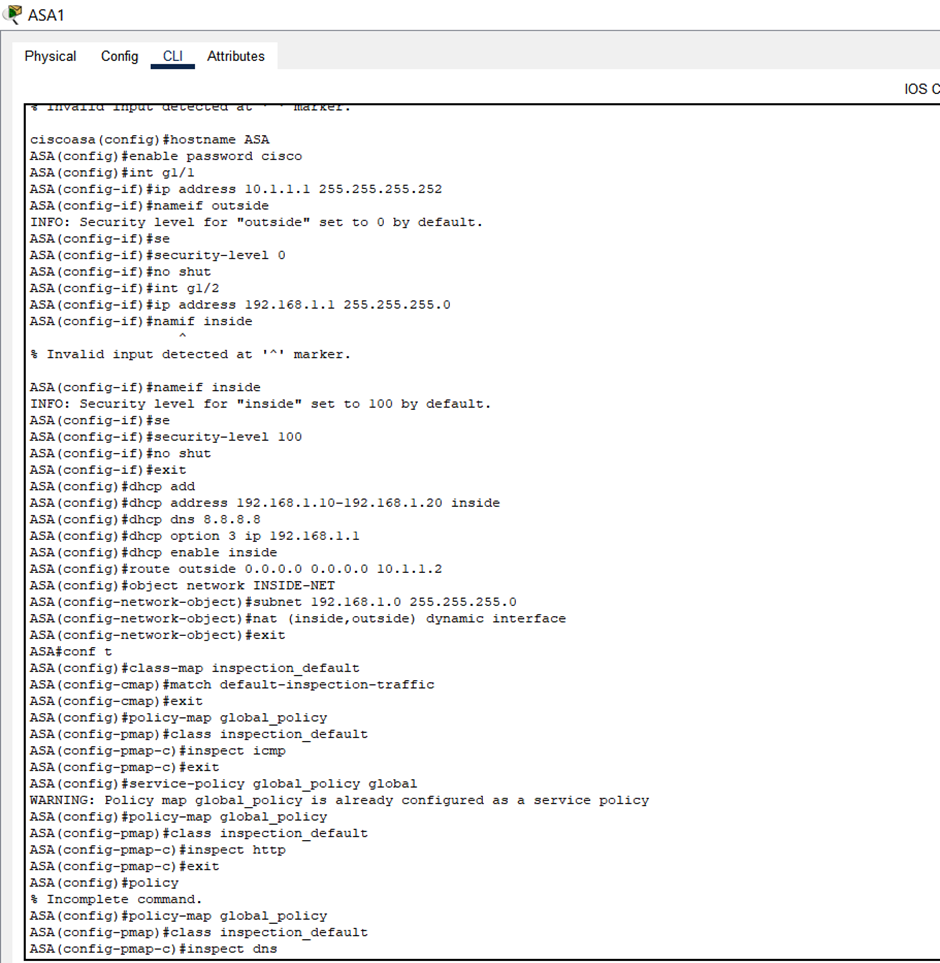 ASA1
Physical Config CLI Attributes
IOS C
% Invalid input detected at '^' marker.
ciscoasa(config)#hostname ASA
ASA(config)#enable password cisco
ASA(config)#int g1/1
ASA(config-if)#ip address 10.1.1.1 255.255.255.252
ASA(config-if)#nameif outside
INFO: Security level for "outside" set to 0 by default.
ASA(config-if)#se
ASA(config-if)#security-level 0
ASA(config-if)#no shut
ASA(config-if)#int g1/2
ASA(config-if)#ip address 192.168.1.1 255.255.255.0
ASA(config-if)#namif inside
^
% Invalid input detected at '^' marker.
ASA(config-if)#nameif inside
INFO: Security level for "inside" set to 100 by default.
ASA(config-if)#se
ASA(config-if)#security-level 100
ASA(config-if)#no shut
ASA(config-if)#exit
ASA(config)#dhcp add
ASA(config)#dhcp address 192.168.1.10-192.168.1.20 inside
ASA(config)#dhcp dns 8.8.8.8
ASA(config)#dhcp option 3 ip 192.168.1.1
ASA(config)#dhcp enable inside
ASA(config)#route outside 0.0.0.0 0.0.0.0 10.1.1.2
ASA(config)#object network INSIDE-NET
ASA(config-network-object)#subnet 192.168.1.0 255.255.255.0
ASA(config-network-object)#nat (inside,outside) dynamic interface
ASA(config-network-object)#exit
ASA#conf t
ASA(config)#class-map inspection_default
ASA(config-cmap)#match default-inspection-traffic
ASA(config-cmap)#exit
ASA(config)#policy-map global_policy
ASA(config-pmap)#class inspection_default
ASA(config-pmap-c)#inspect icmp
ASA(config-pmap-c)#exit
ASA(config)#service-policy global_policy global
WARNING: Policy map global_policy is already configured as a service policy
ASA(config)#policy-map global_policy
ASA(config-pmap)#class inspection_default
ASA(config-pmap-c)#inspect http
ASA(config-pmap-c)#exit
ASA(config)#policy
% Incomplete command.
ASA(config)#policy-map global_policy
ASA(config-pmap)#class inspection_default
ASA(config-pmap-c)#inspect dns